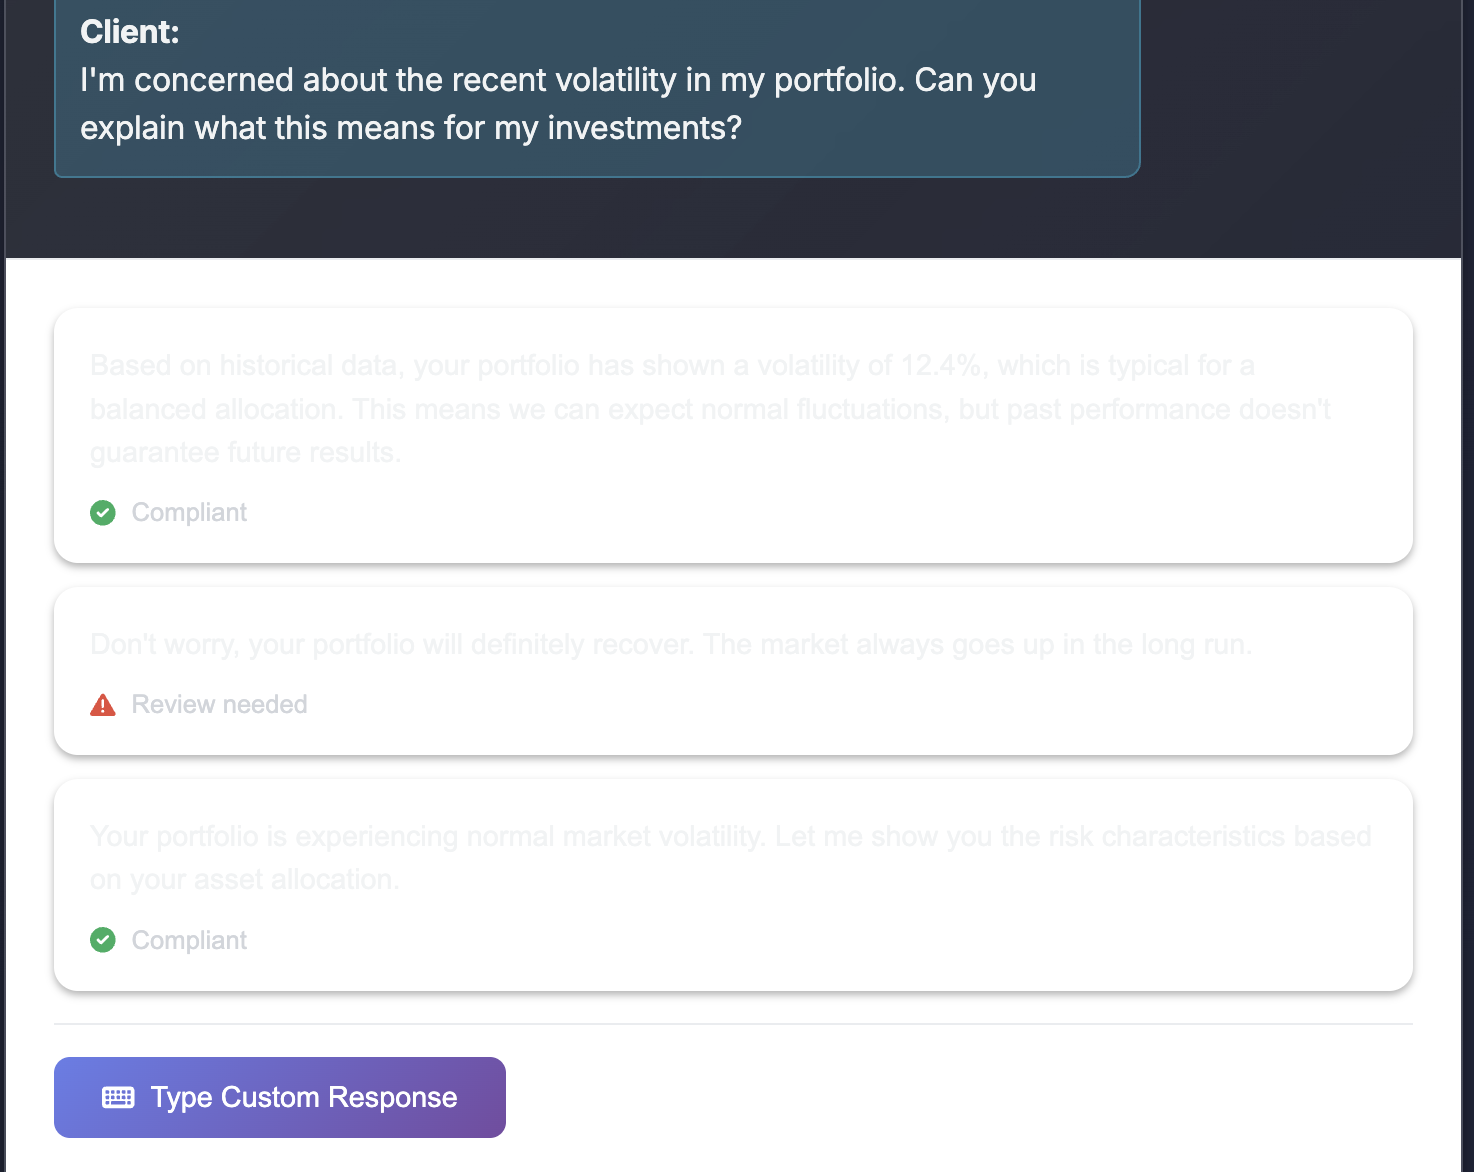 Client:
I'm concerned about the recent volatility in my portfolio. Can you
explain what this means for my investments?
Based on historical data, your portfolio has shown a volatility of 12.4%, which is typical for a
balanced allocation. This means we can expect normal fluctuations, but past performance doesn't
guarantee future results.
Compliant
Don't worry, your portfolio will definitely recover. The market always goes up in the long run.
Review needed
Your portfolio is experiencing normal market volatility. Let me show you the risk characteristics based
on your asset allocation.
Compliant
Type Custom Response